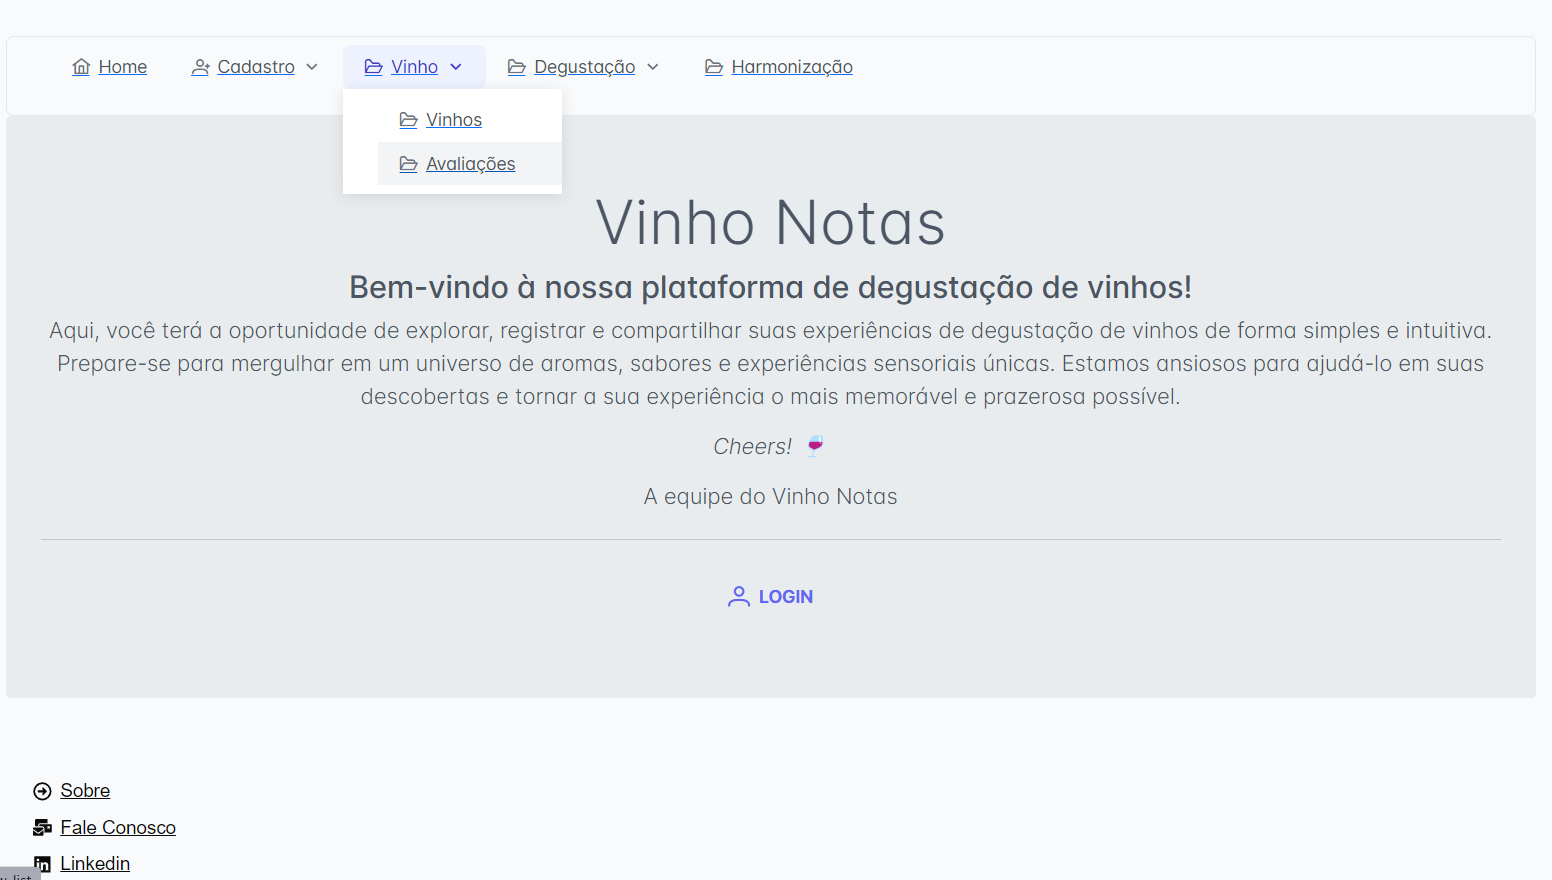 Home Cadastro Vinho Degustação Harmonização
Vinhos
Avaliações
Vinho Notas
Bem-vindo à nossa plataforma de degustação de vinhos!
Aqui, você terá a oportunidade de explorar, registrar e compartilhar suas experiências de degustação de vinhos de forma simples e intuitiva.
Prepare-se para mergulhar em um universo de aromas, sabores e experiências sensoriais únicas. Estamos ansiosos para ajudá-lo em suas
descobertas e tornar a sua experiência o mais memorável e prazerosa possível.
Cheers! 🍷
A equipe do Vinho Notas
LOGIN
Sobre
Fale Conosco
Linkedin